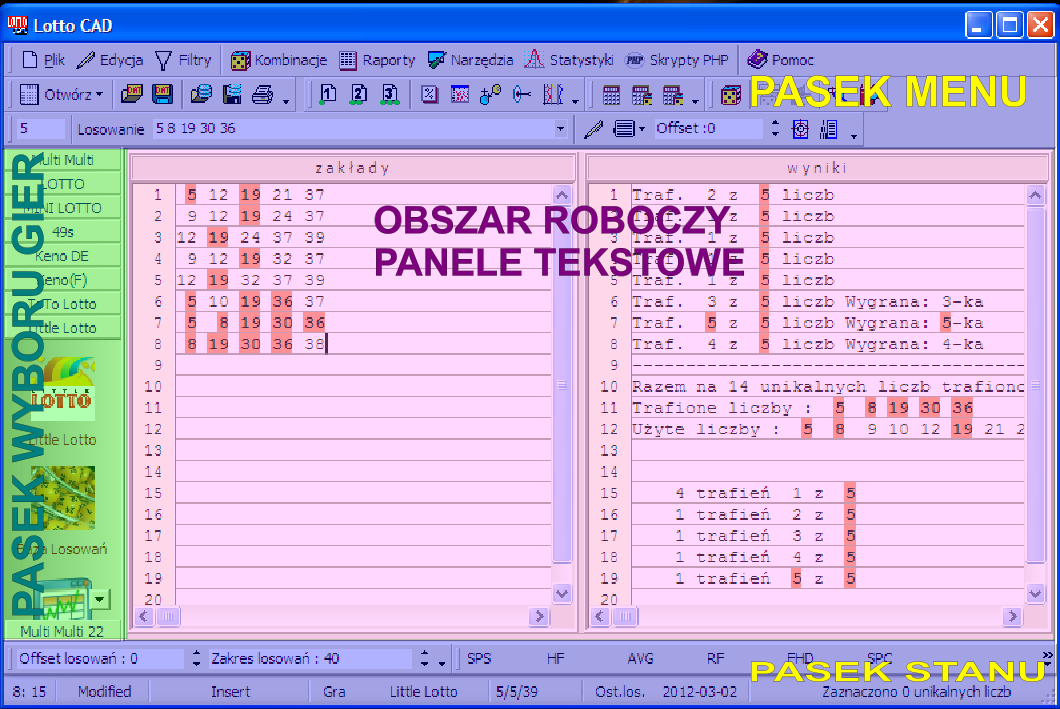 Lotto CAD
Plik Edycja Filtry Kombinacje Raporty Narzędzia Statystyki Skrypty PHP Pomoc
Otwórz
PASEK MENU
5 Losowanie 5 8 19 30 36 Offset :0
PASEK WYBORU GIER
Multi Multi
LOTTO
MINI LOTTO
49s
Keno DE
Keno(F)
ToTo Lotto
Little Lotto
LITTLE
LOTTO
Little Lotto
Baza Losowań
Multi Multi 22
zakłady
1 5 12 19 21 37
2 9 12 19 24 37
3 12 19 24 37 39
4 9 12 19 32 37
5 12 19 32 37 39
6 5 10 19 36 37
7 5 8 19 30 36
8 8 19 30 36 38
9
10
11
12
13
14
15
16
17
18
19
20
OBSZAR ROBOCZY
PANELE TEKSTOWE
wyniki
1 Traf. 2 z 5 liczb
2 Traf. 1 z 5 liczb
3 Traf. 1 z 5 liczb
4 Traf. 1 z 5 liczb
5 Traf. 1 z 5 liczb
6 Traf. 3 z 5 liczb Wygrana: 3-ka
7 Traf. 5 z 5 liczb Wygrana: 5-ka
8 Traf. 4 z 5 liczb Wygrana: 4-ka
9 -------------------------------------
10 Razem na 14 unikalnych liczb trafiono
11 Trafione liczby : 5 8 19 30 36
12 Użyte liczby : 5 8 9 10 12 19 21 2
13
14
15 4 trafień 1 z 5
16 1 trafień 2 z 5
17 1 trafień 3 z 5
18 1 trafień 4 z 5
19 1 trafień 5 z 5
20
Offset losowań : 0 Zakres losowań : 40 SPS HF AVG RF EHD SPC
PASEK STANU
8: 15 Modified Insert Gra Little Lotto 5/5/39 Ost.los. 2012-03-02 Zaznaczono 0 unikalnych liczb